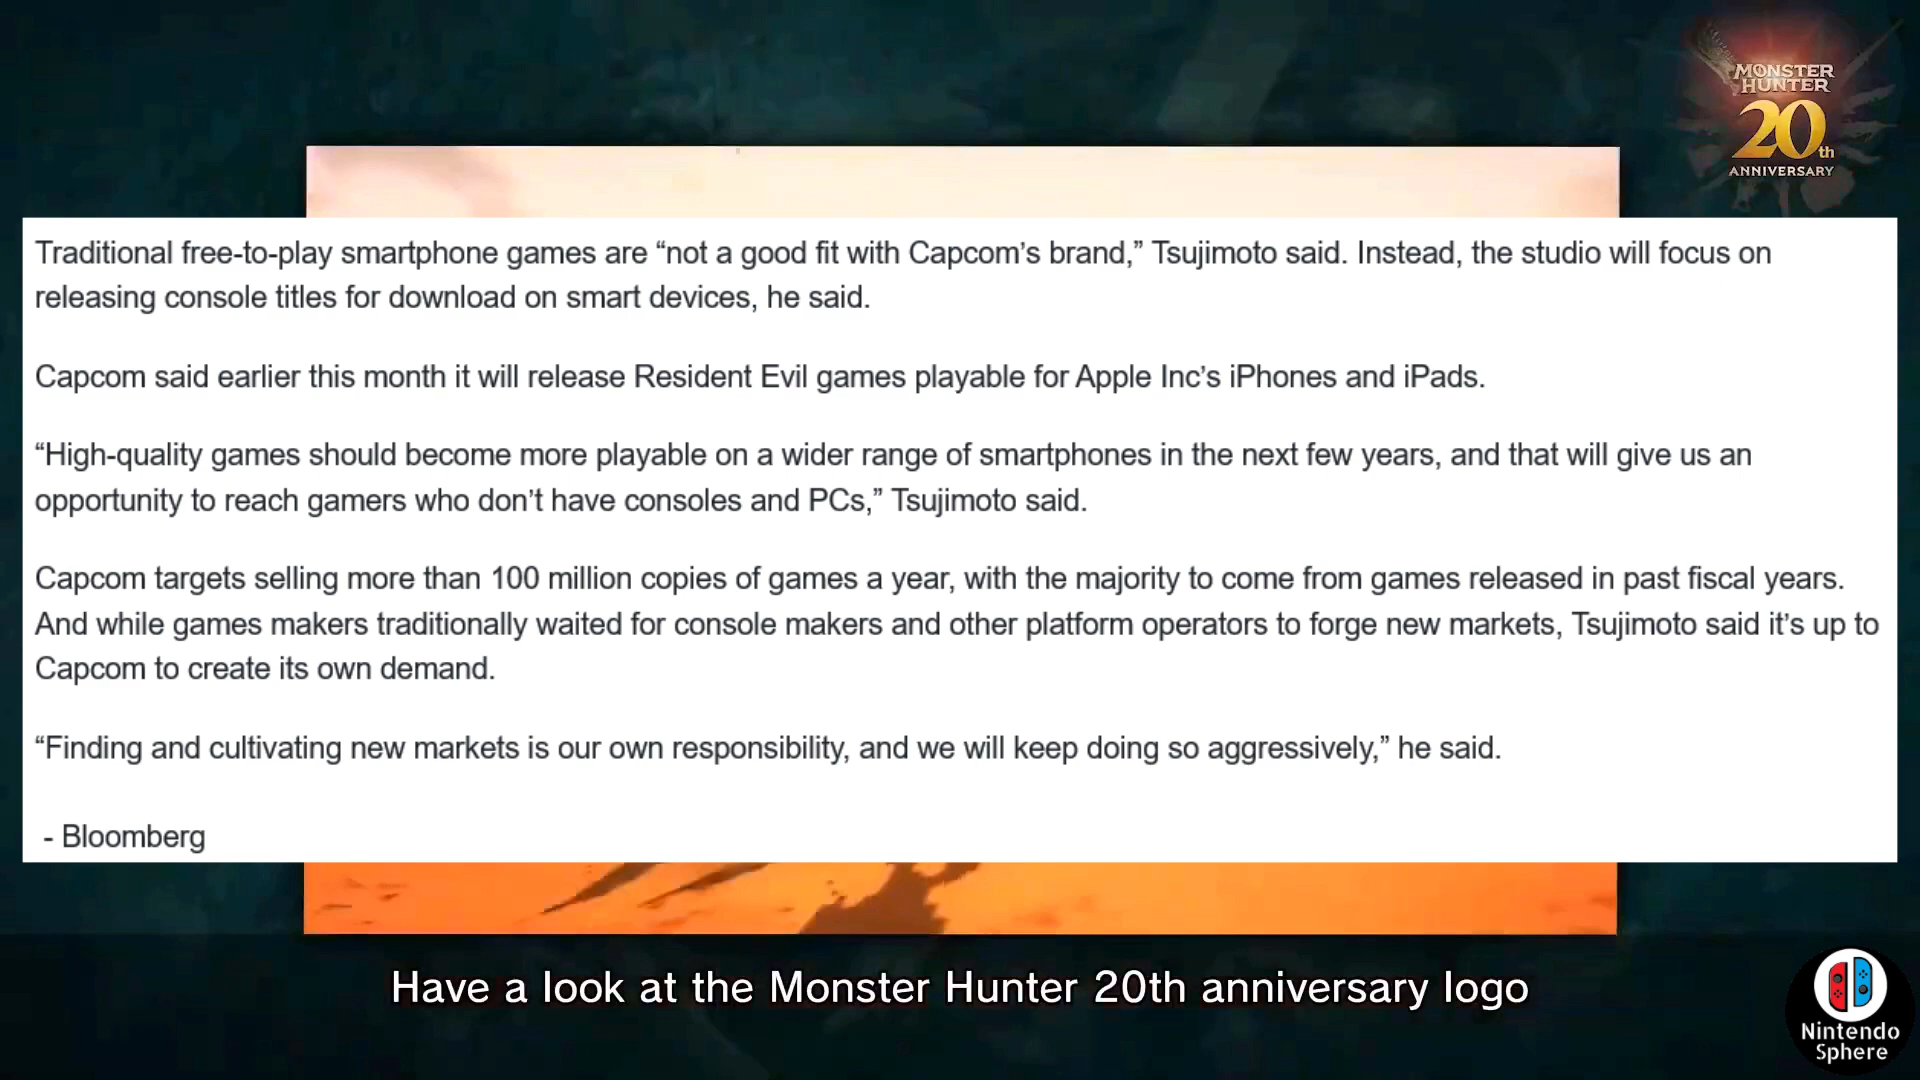 MONSTER
HUNTER
20th
ANNIVERSARY
Traditional free-to-play smartphone games are “not a good fit with Capcom’s brand,” Tsujimoto said. Instead, the studio will focus on
releasing console titles for download on smart devices, he said.
Capcom said earlier this month it will release Resident Evil games playable for Apple Inc’s iPhones and iPads.
“High-quality games should become more playable on a wider range of smartphones in the next few years, and that will give us an
opportunity to reach gamers who don’t have consoles and PCs,” Tsujimoto said.
Capcom targets selling more than 100 million copies of games a year, with the majority to come from games released in past fiscal years.
And while games makers traditionally waited for console makers and other platform operators to forge new markets, Tsujimoto said it’s up to
Capcom to create its own demand.
“Finding and cultivating new markets is our own responsibility, and we will keep doing so aggressively,” he said.
- Bloomberg
Have a look at the Monster Hunter 20th anniversary logo
Nintendo
Sphere